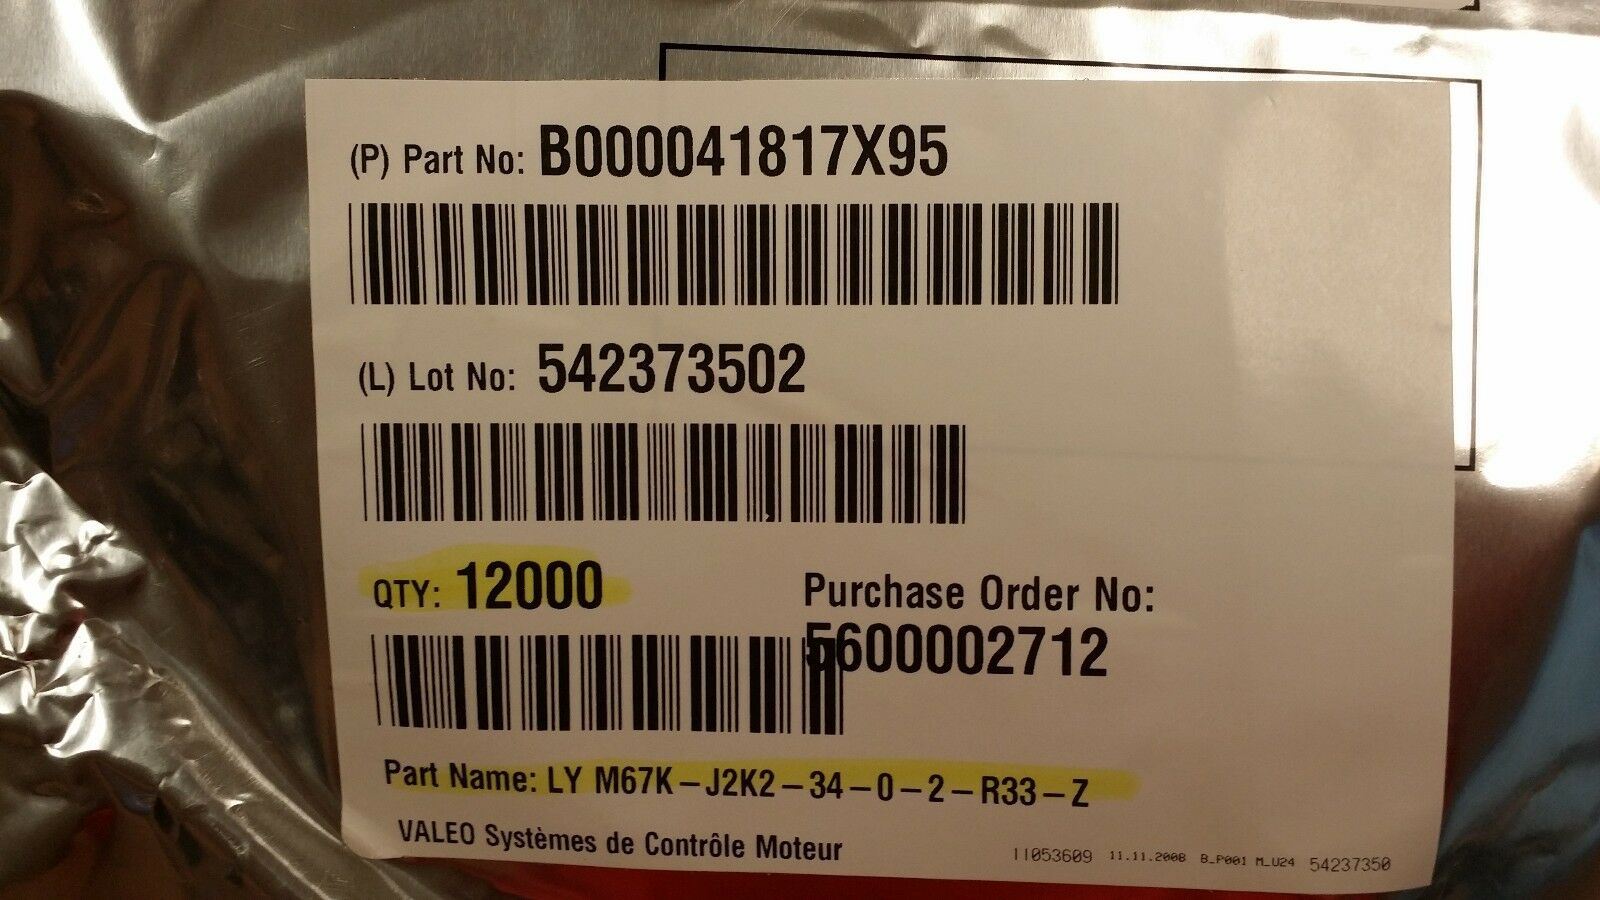 (P) Part No: B000041817X95
(L) Lot No: 542373502
QTY: 12000
Purchase Order No:
5600002712
Part Name: LY M67K-J2K2-34-0-2-R33-Z
VALEO Systèmes de Contrôle Moteur
11053609 11.11.2008 B_P001 M_U24 54237350